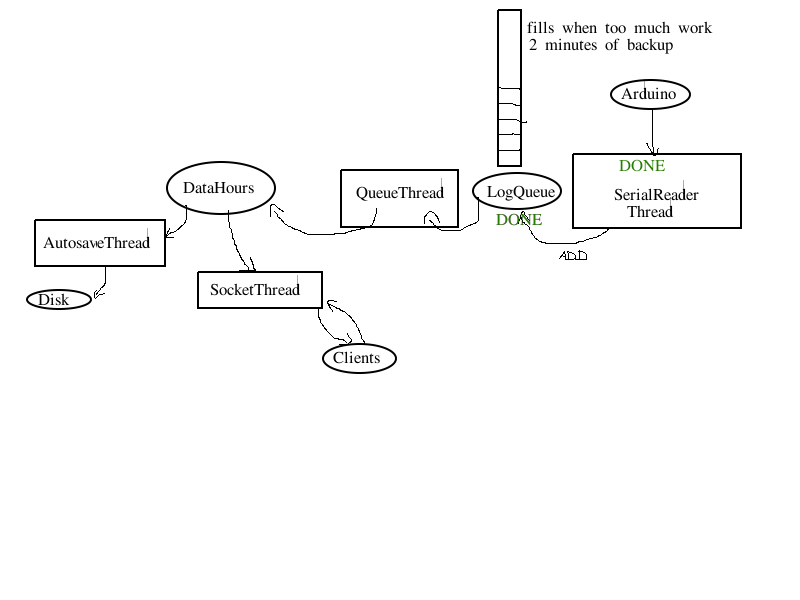 fills when too much work
2 minutes of backup
Arduino
DONE
SerialReader
Thread
DataHours
QueueThread
LogQueue
DONE
AutosaveThread
ADD
Disk
SocketThread
Clients